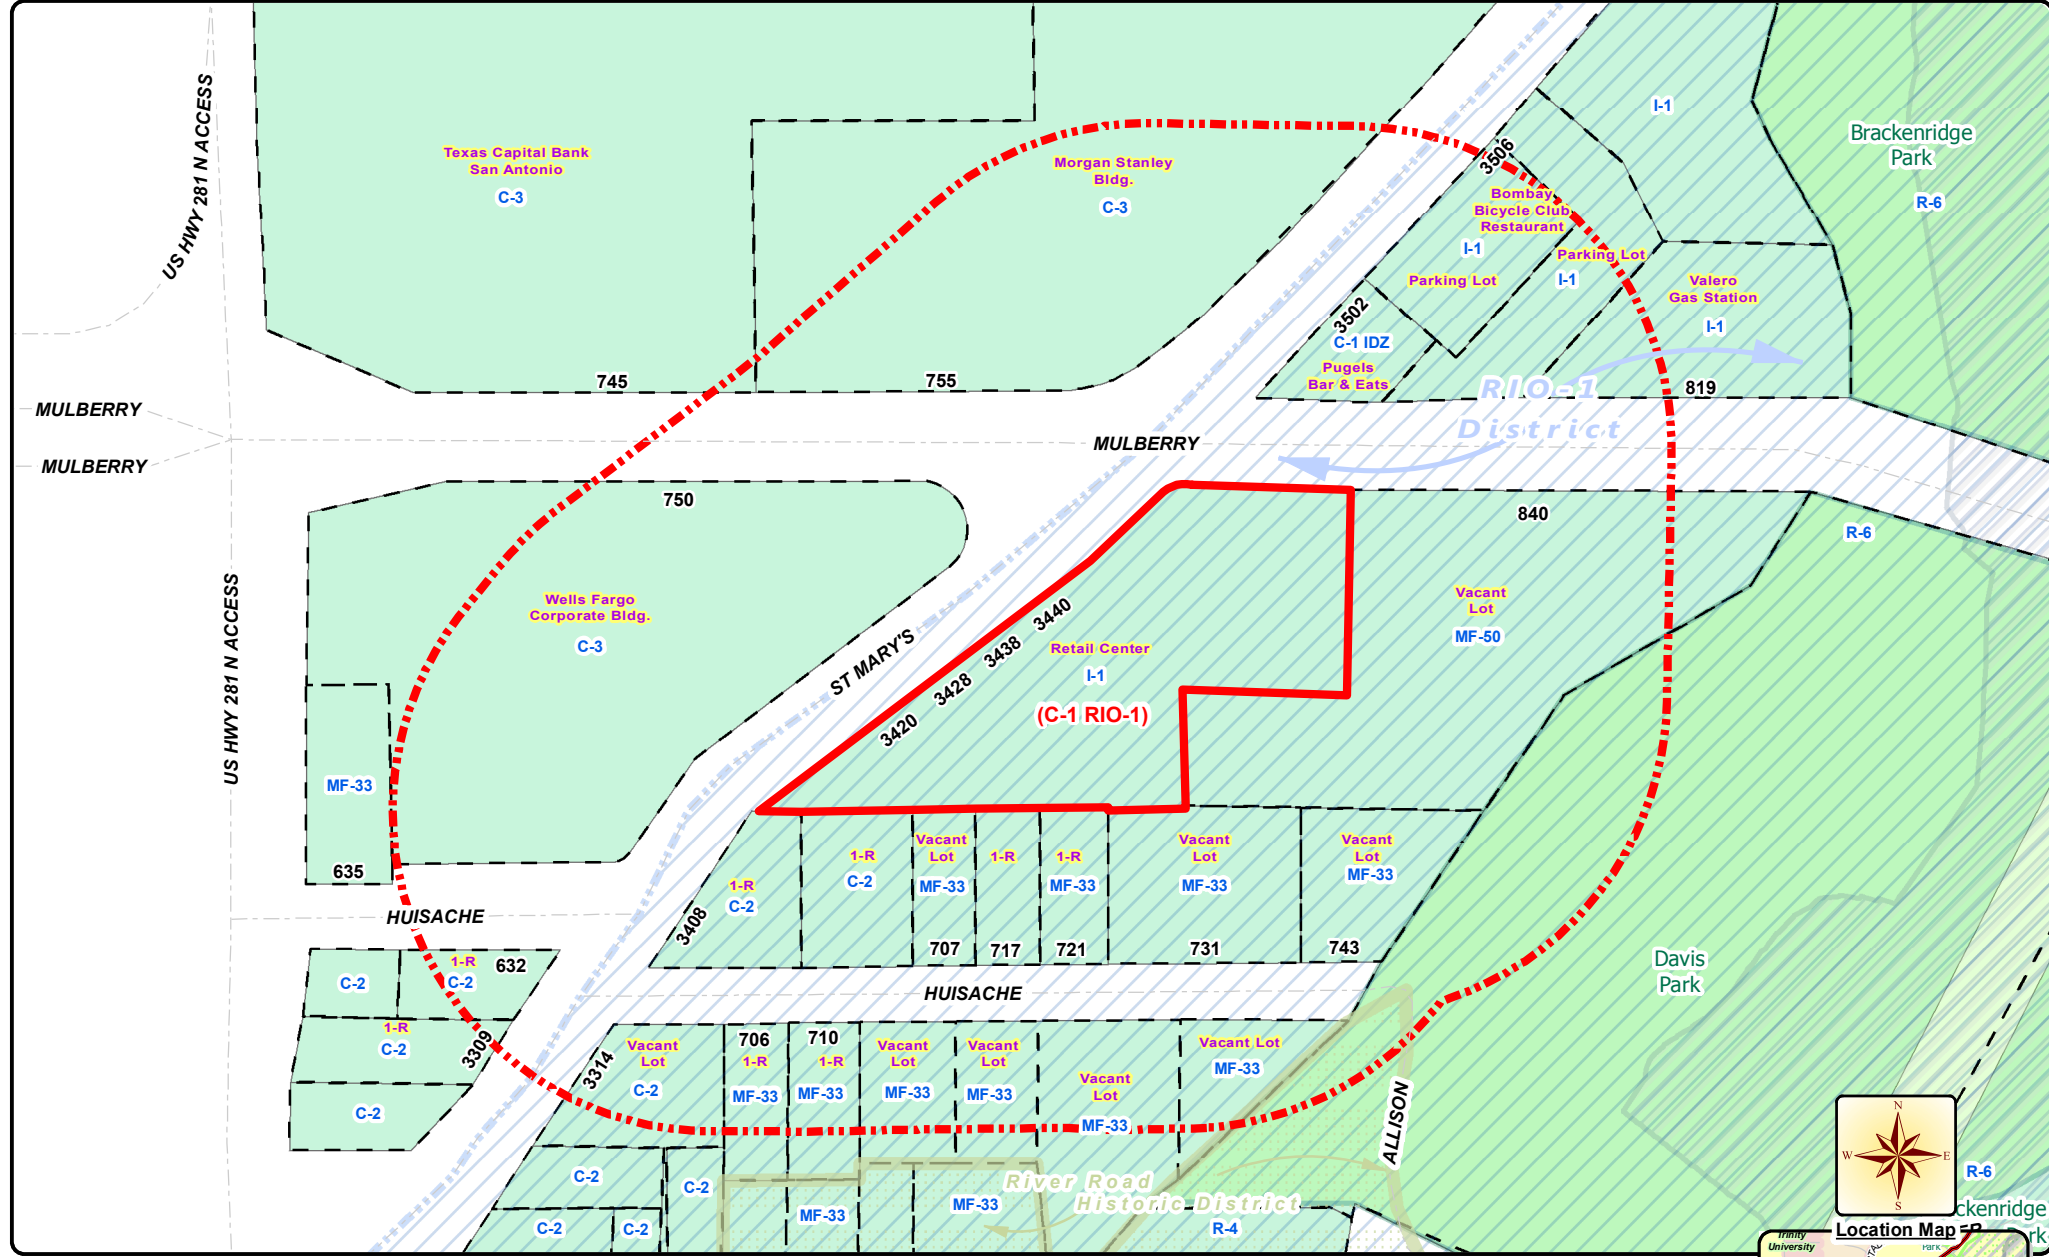 US HWY 281 N ACCESS
Texas Capital Bank
San Antonio
C-3
Morgan Stanley
Bldg.
C-3
745
755
I-1
Brackenridge
Park
R-6
3506
Bombay
Bicycle Club
Restaurant
I-1
Parking Lot
Parking Lot
I-1
Valero
Gas Station
I-1
3502
C-1 IDZ
Pugels
Bar & Eats
RIO-1
District
819
MULBERRY
MULBERRY
MULBERRY
750
840
R-6
Wells Fargo
Corporate Bldg.
C-3
US HWY 281 N ACCESS
ST MARY'S
3440
3438
3428
3420
Retail Center
I-1
(C-1 RIO-1)
Vacant
Lot
MF-50
MF-33
635
HUISACHE
1-R
C-2
3408
1-R
C-2
Vacant
Lot
MF-33
707
1-R
717
1-R
MF-33
721
Vacant
Lot
MF-33
731
Vacant
Lot
MF-33
743
Davis
Park
C-2
1-R
632
C-2
1-R
C-2
3309
C-2
HUISACHE
3314
Vacant
Lot
C-2
706
1-R
MF-33
710
1-R
MF-33
Vacant
Lot
MF-33
Vacant
Lot
MF-33
Vacant
Lot
MF-33
Vacant Lot
MF-33
ALLISON
C-2
C-2
C-2
C-2
MF-33
MF-33
River Road
Historic District
R-4
N
W
E
S
R-6
ckenridge
Location Map
Trinity
University
Park